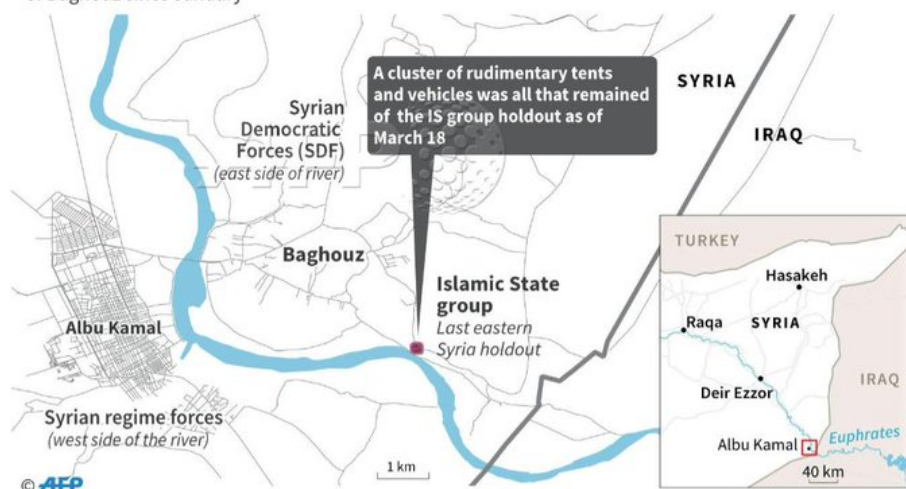 A cluster of rudimentary tents
and vehicles was all that remained
of the IS group holdout as of
March 18
SYRIA
IRAQ
Syrian
Democratic
Forces (SDF)
(east side of river)
Baghouz
Islamic State
group
Last eastern
Syria holdout
Albu Kamal
Syrian regime forces
(west side of the river)
1 km
© AFP
TURKEY
Hasakeh
Raqa
SYRIA
Deir Ezzor
IRAQ
Albu Kamal
Euphrates
40 km